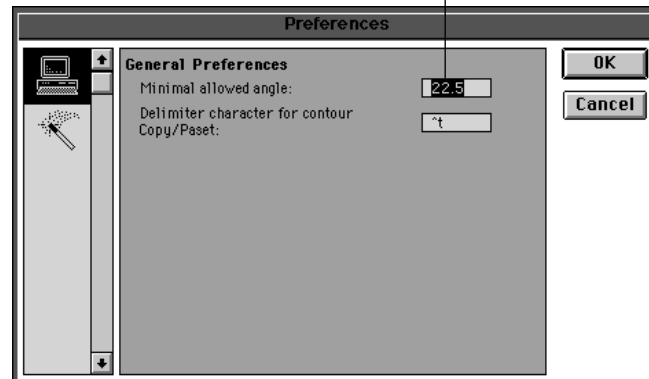 Preferences
General Preferences
Minimal allowed angle: 22.5
Delimiter character for contour
Copy/Paset: ^t
OK
Cancel